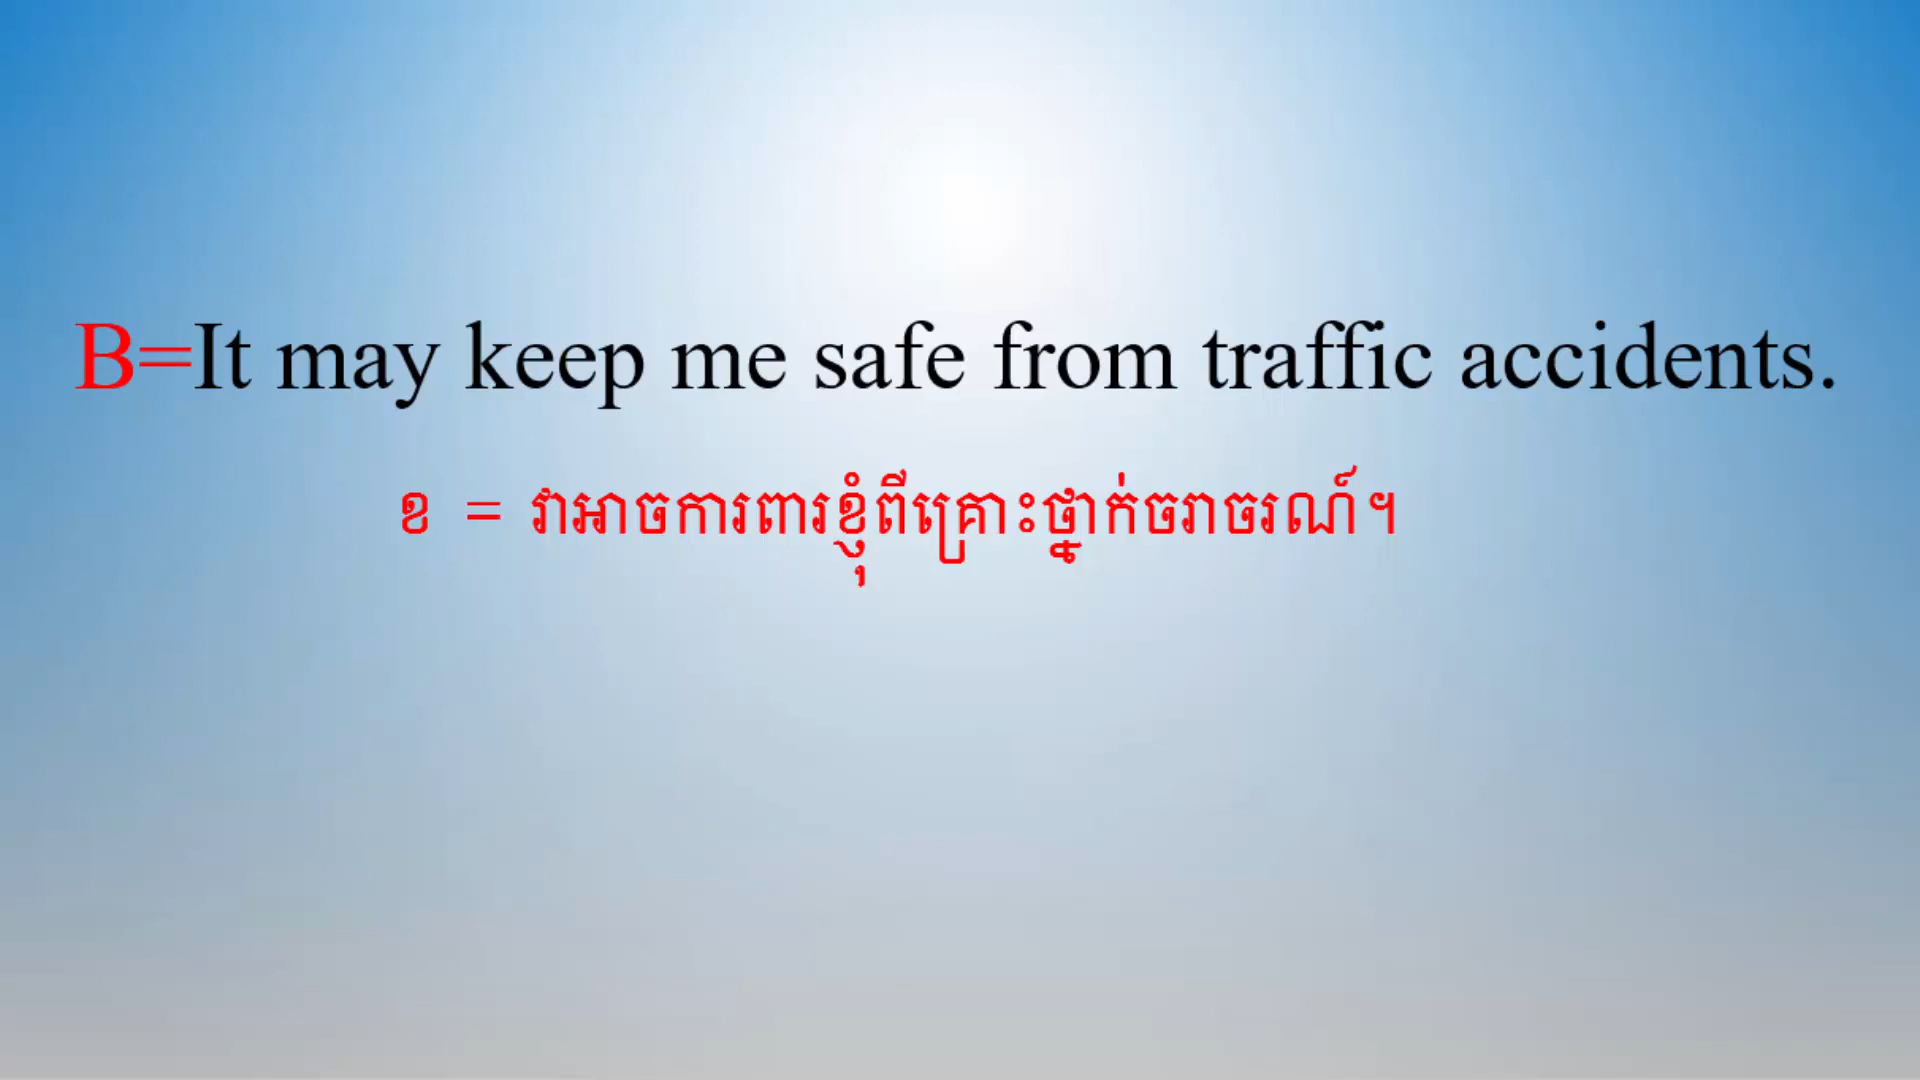 B=It may keep me safe from traffic accidents.
ខ = វាអាចការពារខ្ញុំពីគ្រោះថ្នាក់ចរាចរណ៍។